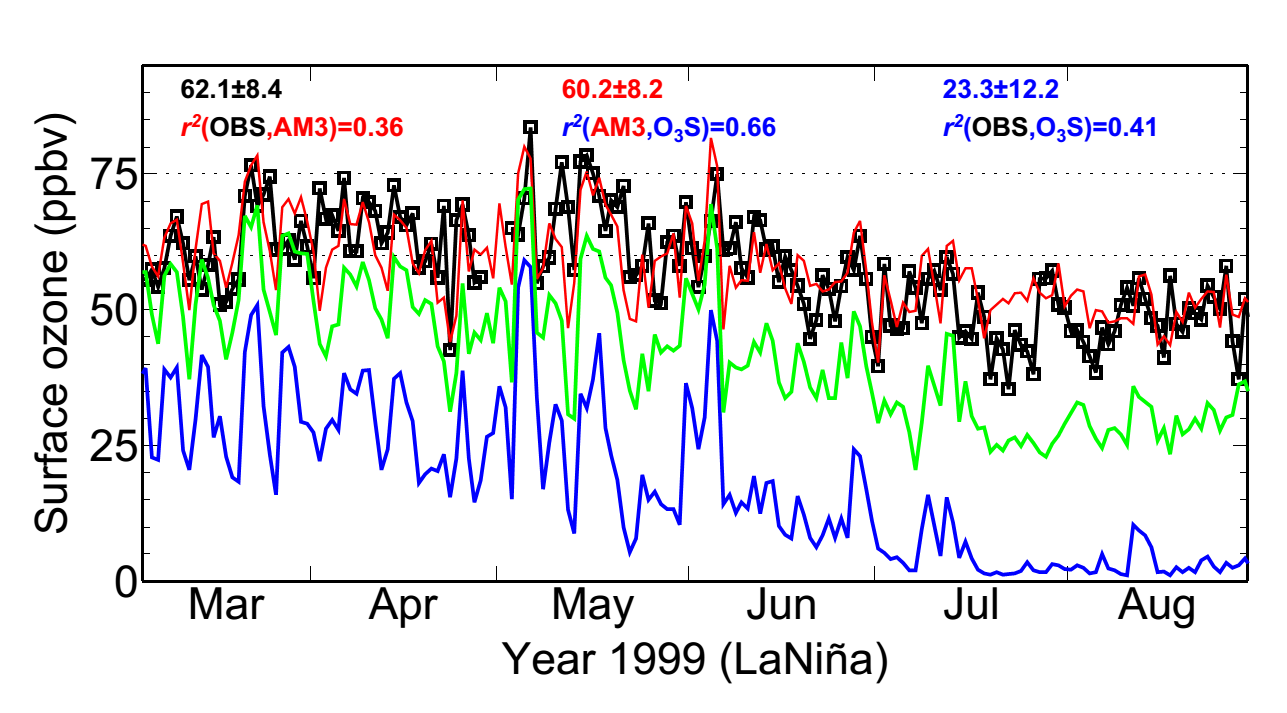 62.1±8.4 60.2±8.2 23.3±12.2
r²(OBS,AM3)=0.36 r²(AM3,O₃S)=0.66 r²(OBS,O₃S)=0.41
Surface ozone (ppbv)
75
50
25
0
Mar Apr May Jun Jul Aug
Year 1999 (LaNiña)